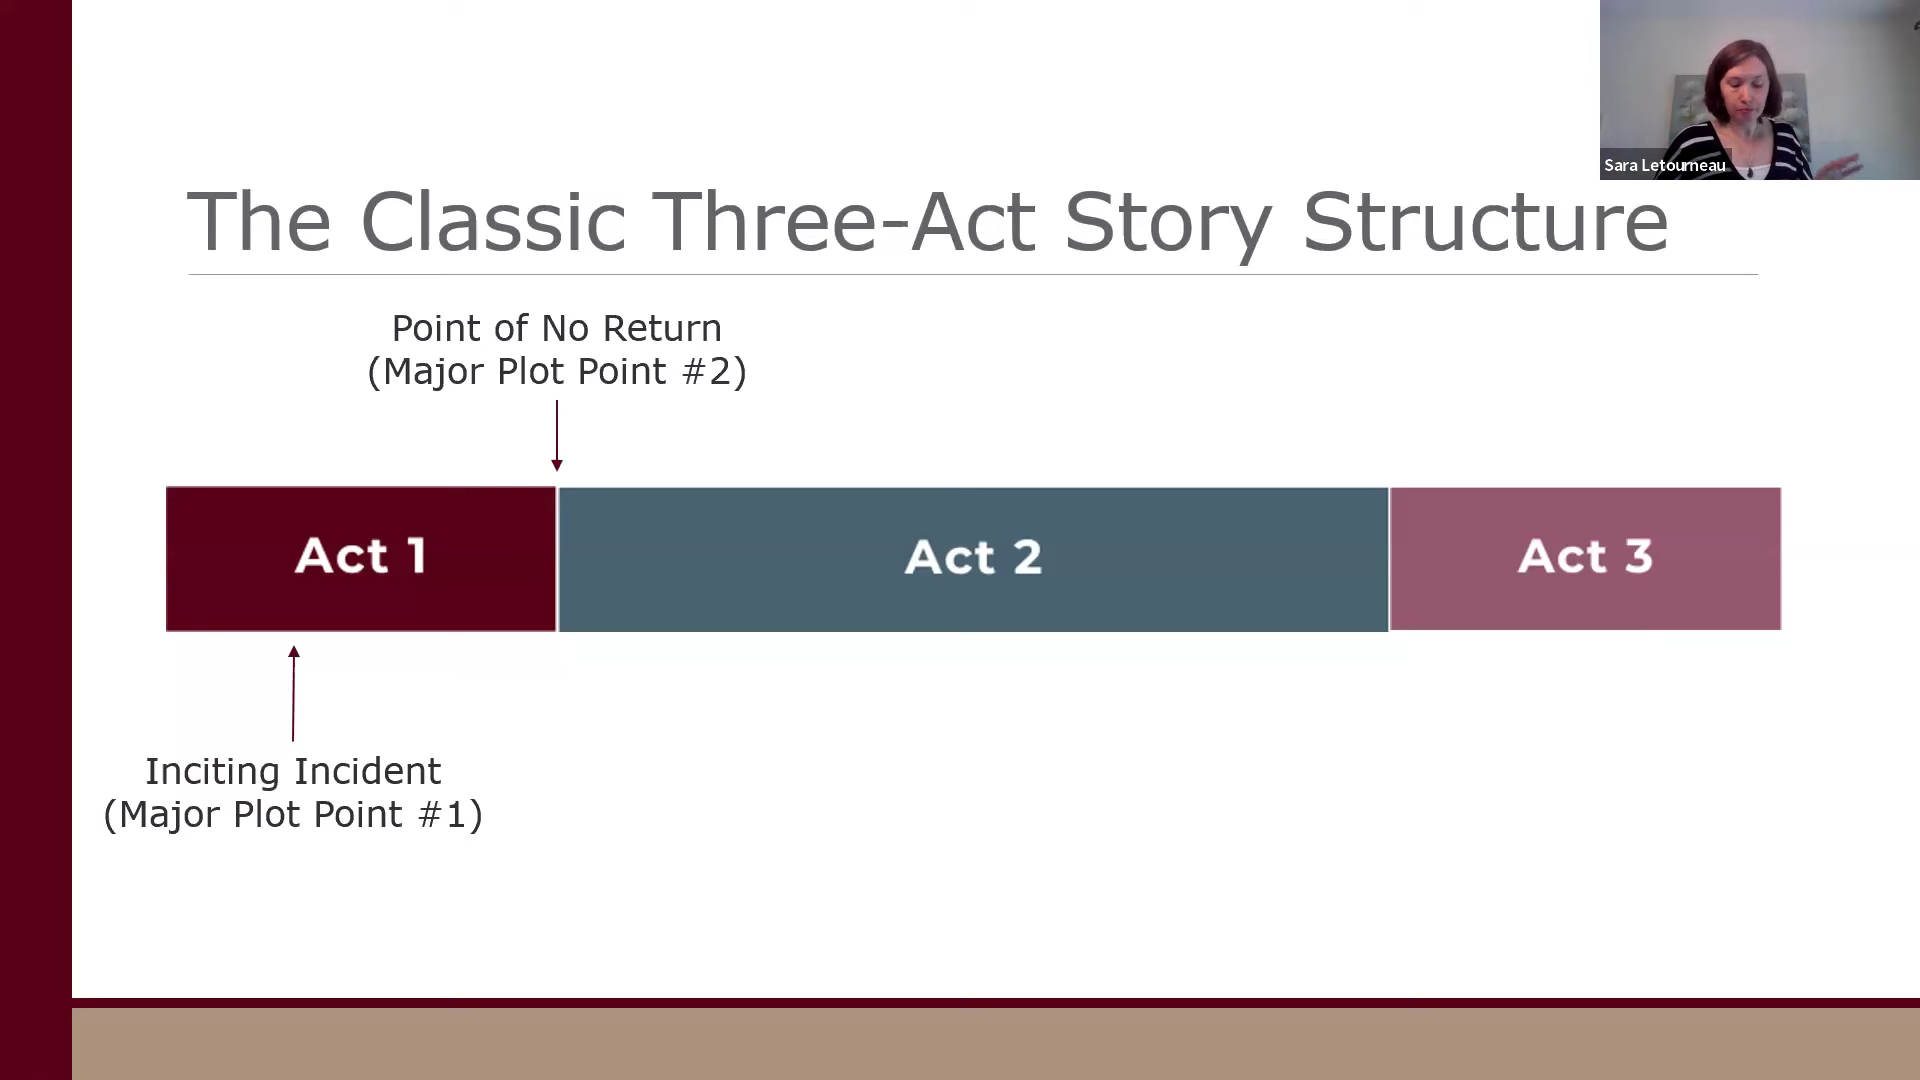 Sara Letourneau
The Classic Three-Act Story Structure
Point of No Return
(Major Plot Point #2)
Act 1
Act 2
Act 3
Inciting Incident
(Major Plot Point #1)